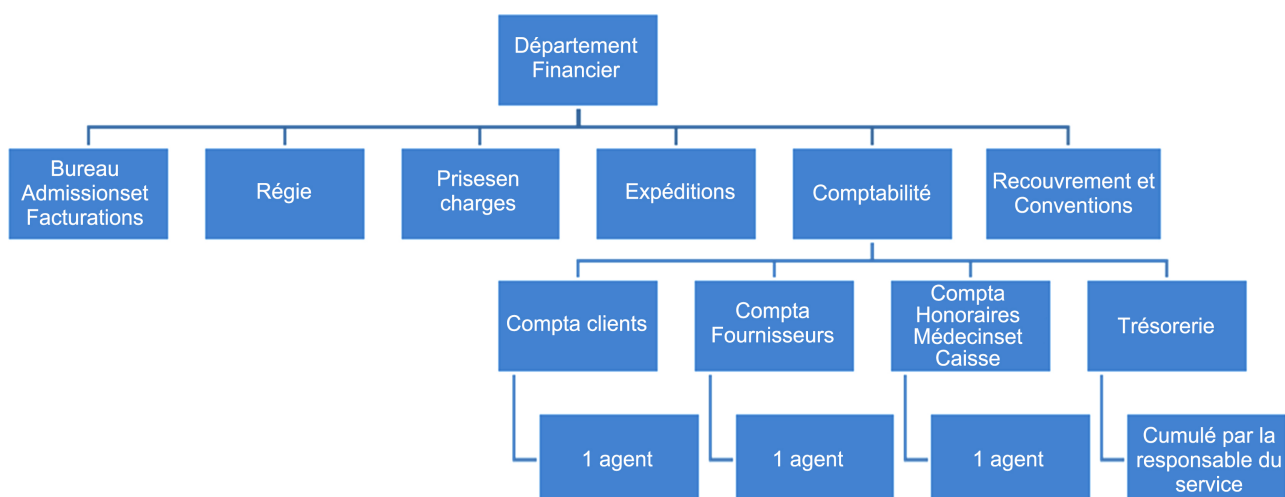 Département
Financier
Bureau
Admissionset
Facturations
Régie
Prisesen
charges
Expéditions
Comptabilité
Recouvrement et
Conventions
Compta clients
Compta
Fournisseurs
Compta
Honoraires
Médecinset
Caisse
Trésorerie
1 agent
1 agent
1 agent
Cumulé par la
responsable du
service